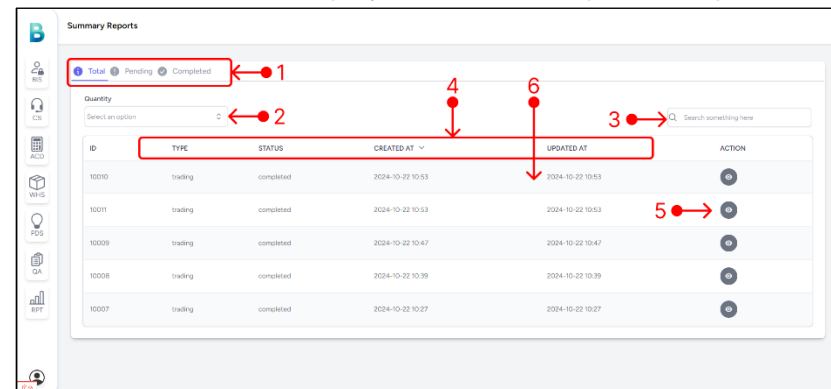 B
Summary Reports
BIS
CS
ACD
WHS
PDS
QA
RPT
Total Pending Completed
1
Quantity
Select an option
2
4
6
3
Search something here
ID TYPE STATUS CREATED AT UPDATED AT ACTION
10010 trading completed 2024-10-22 10:53 2024-10-22 10:53
10011 trading completed 2024-10-22 10:53 2024-10-22 10:53
5
10009 trading completed 2024-10-22 10:47 2024-10-22 10:47
10008 trading completed 2024-10-22 10:39 2024-10-22 10:39
10007 trading completed 2024-10-22 10:27 2024-10-22 10:27